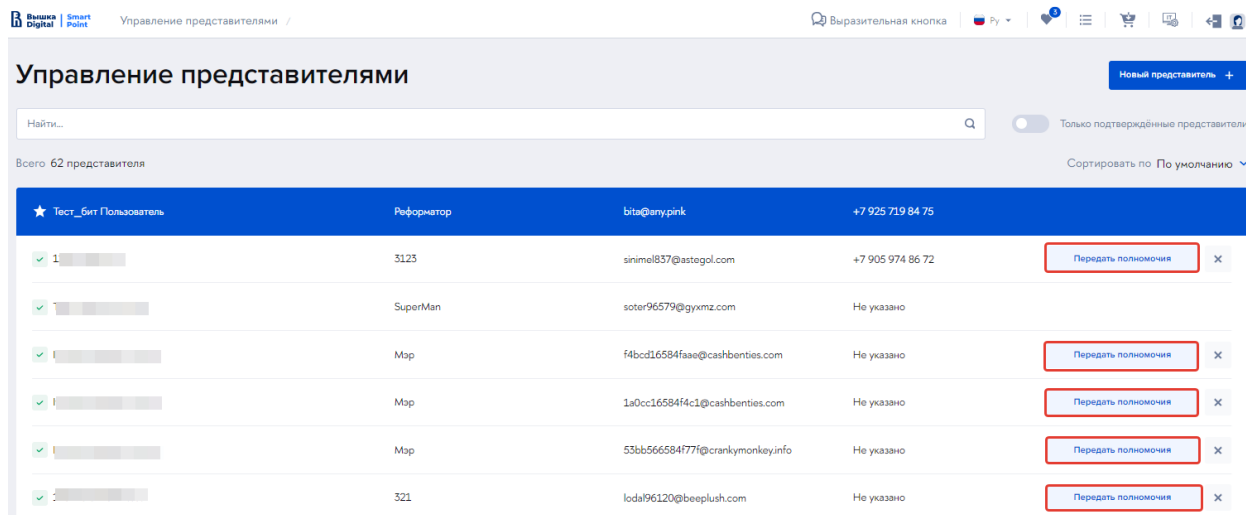 Вышка Digital | Smart Point Управление представителями / Выразительная кнопка Ру 3
Управление представителями
Новый представитель +
Найти... Только подтверждённые представители
Всего 62 представителя Сортировать по По умолчанию
Тест_бит Пользователь Реформатор bita@any.pink +7 925 719 84 75
1 3123 sinimel837@astegol.com +7 905 974 86 72 Передать полномочия ×
SuperMan soter96579@gyxmz.com Не указано
Мэр f4bcd16584faae@cashbenties.com Не указано Передать полномочия ×
Мэр 1a0cc16584f4c1@cashbenties.com Не указано Передать полномочия ×
Мэр 53bb566584f77f@crankymonkey.info Не указано Передать полномочия ×
321 lodal96120@beeplush.com Не указано Передать полномочия ×